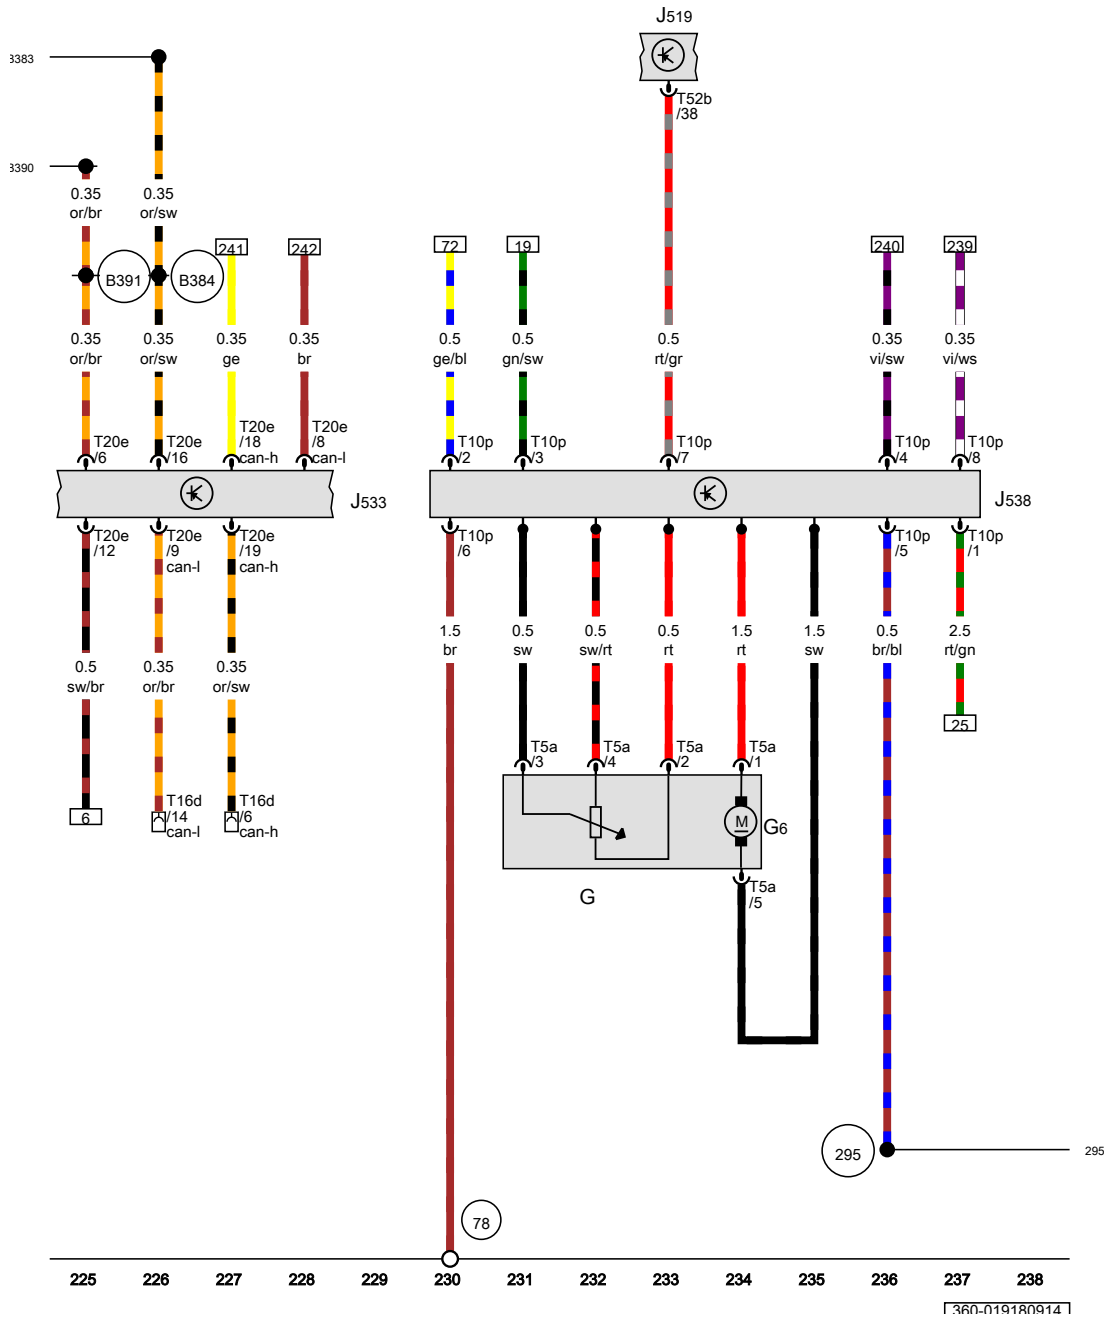 J519
T52b
/38
B383
B390
0.35
or/br
0.35
or/sw
B391
B384
241
242
72
19
240
239
0.35
or/br
0.35
or/sw
0.35
ge
0.35
br
0.5
ge/bl
0.5
gn/sw
0.5
rt/gr
0.35
vi/sw
0.35
vi/ws
T20e
/6
T20e
/16
T20e
/18
can-h
T20e
/8
can-l
T10p
/2
T10p
/3
T10p
/7
T10p
/4
T10p
/8
J533
J538
T20e
/12
T20e
/9
can-l
T20e
/19
can-h
T10p
/6
T10p
/5
T10p
/1
1.5
br
0.5
sw
0.5
sw/rt
0.5
rt
1.5
rt
1.5
sw
0.5
br/bl
2.5
rt/gn
0.5
sw/br
0.35
or/br
0.35
or/sw
25
T5a
/3
T5a
/4
T5a
/2
T5a
/1
6
T16d
/14
can-l
T16d
/6
can-h
M
G6
G
T5a
/5
295
295
78
225 226 227 228 229 230 231 232 233 234 235 236 237 238
360-019180914